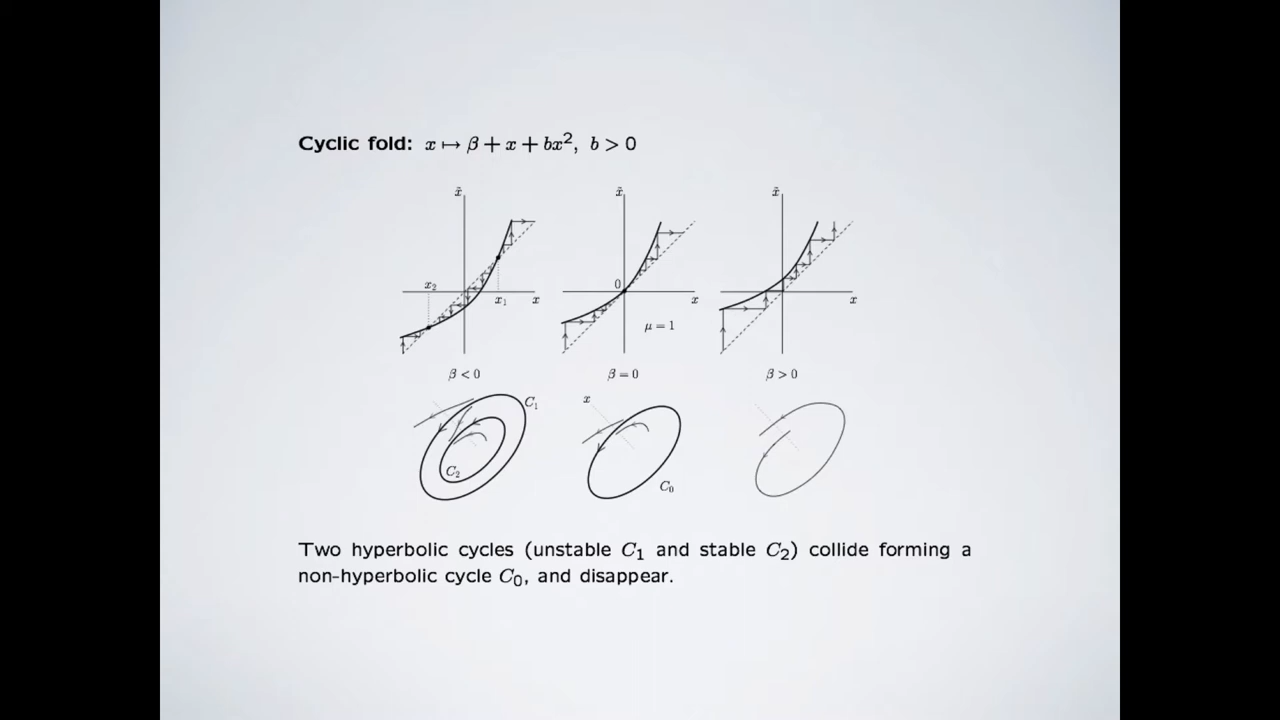 Cyclic fold: x ↦ β + x + bx², b > 0
x̃ x̃ x̃
x₂ x₁ x
0 x
μ = 1
x
β < 0 β = 0 β > 0
C₁ x
C₂ C₀
Two hyperbolic cycles (unstable C₁ and stable C₂) collide forming a
non-hyperbolic cycle C₀, and disappear.